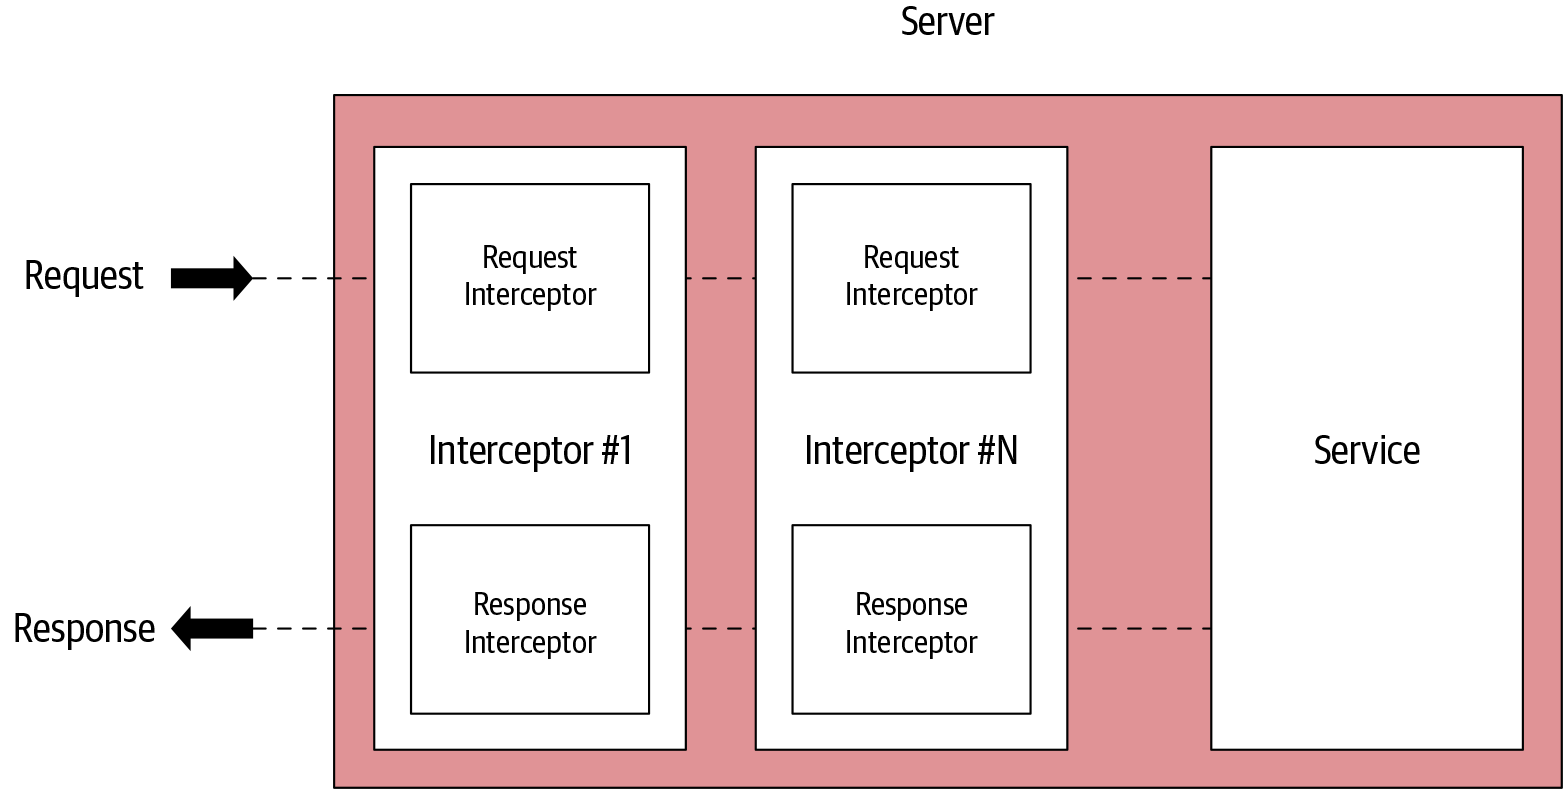 Server
Request
Request
Interceptor
Request
Interceptor
Interceptor #1
Interceptor #N
Service
Response
Response
Interceptor
Response
Interceptor